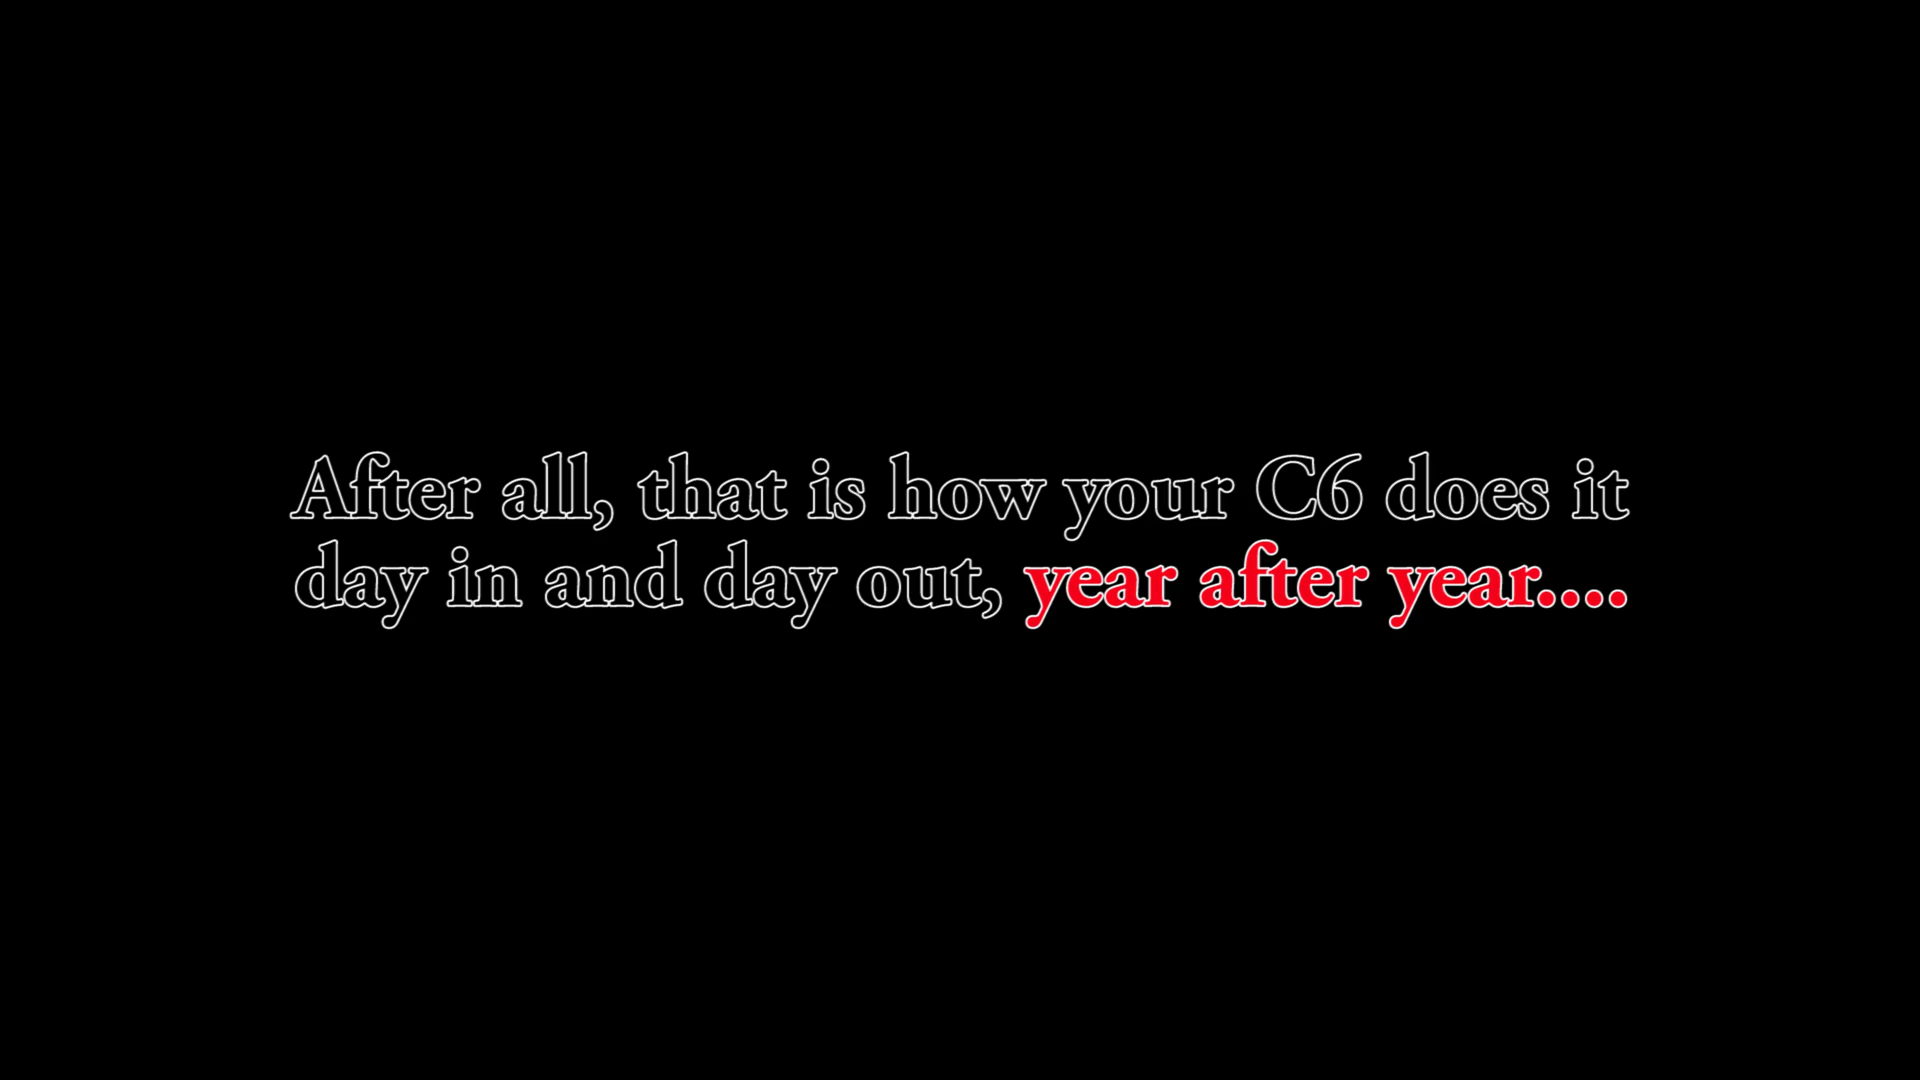 After all, that is how your C6 does it
day in and day out, year after year....